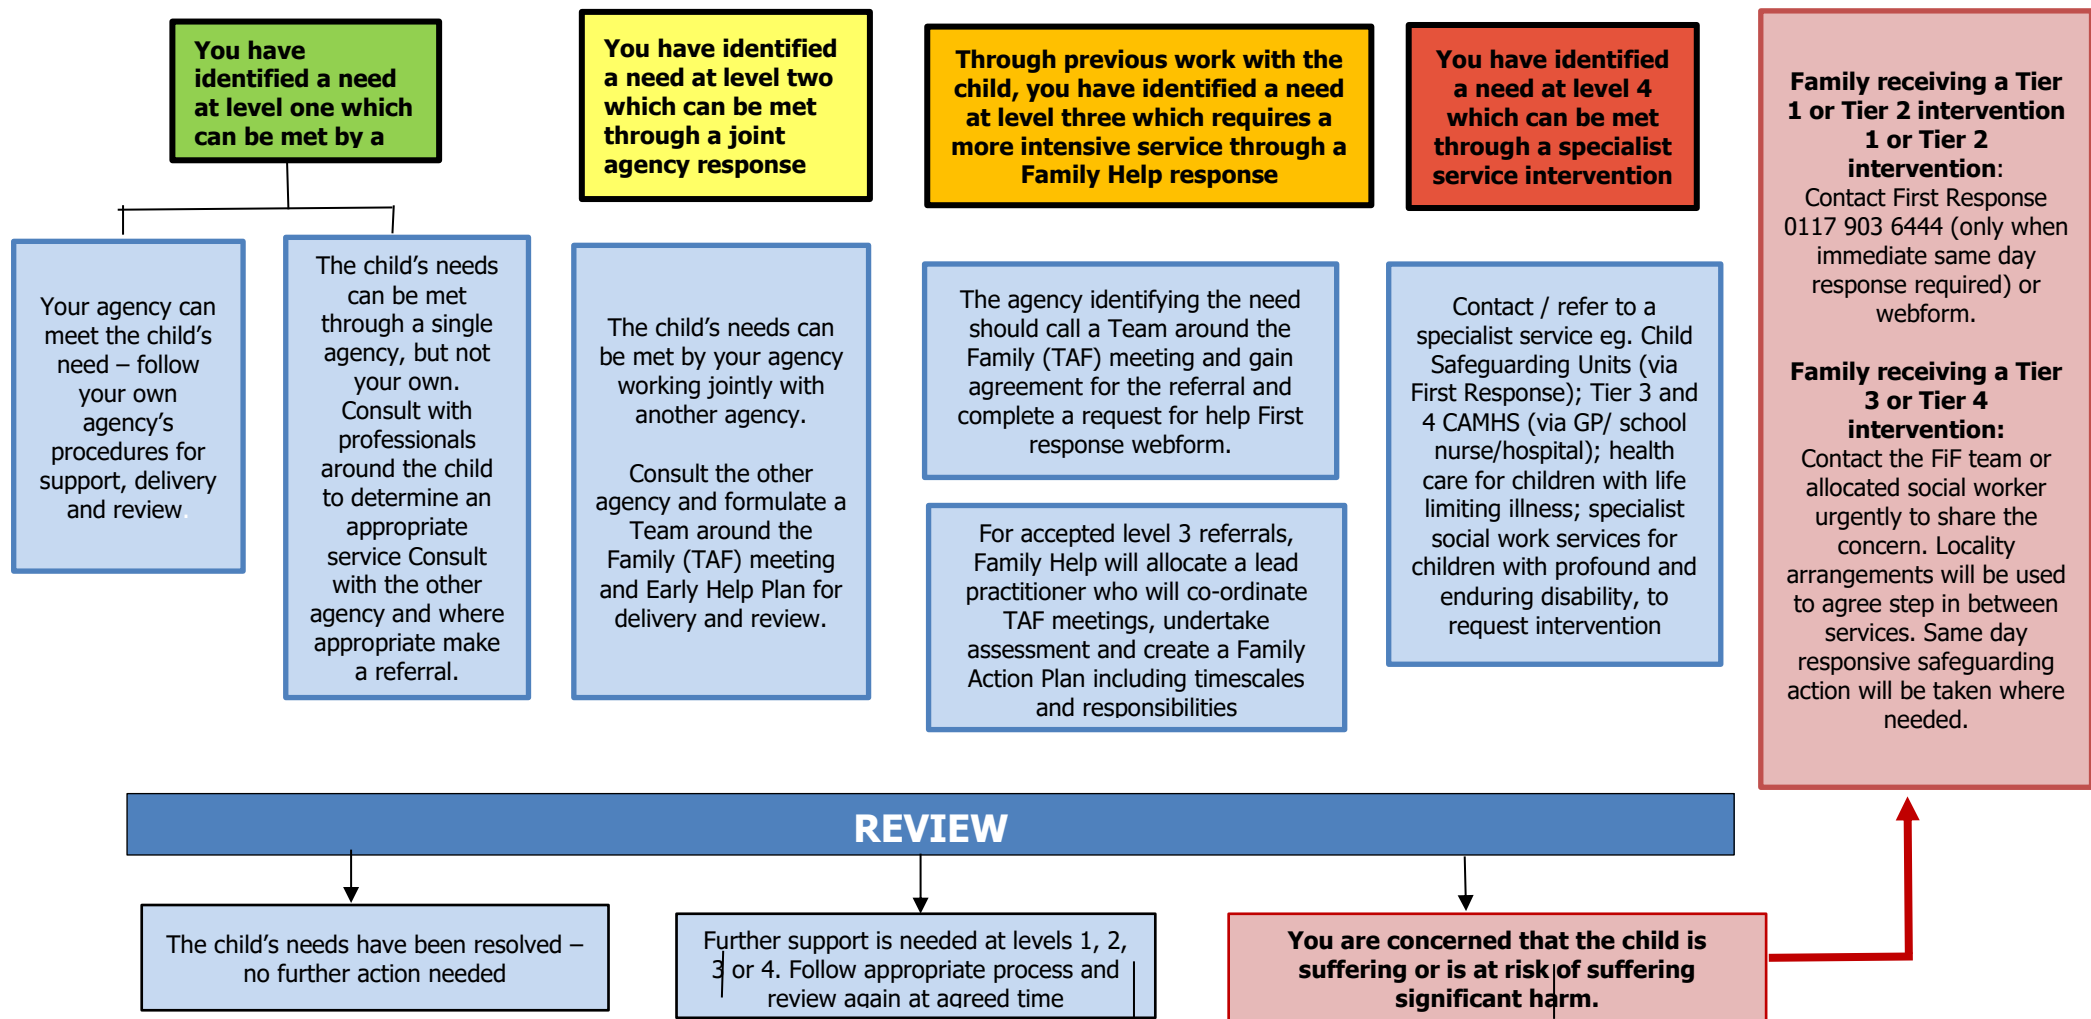 You have
identified a need
at level one which
can be met by a
You have identified
a need at level two
which can be met
through a joint
agency response
Through previous work with the
child, you have identified a need
at level three which requires a
more intensive service through a
Family Help response
You have identified
a need at level 4
which can be met
through a specialist
service intervention
Family receiving a Tier
1 or Tier 2 intervention
1 or Tier 2
intervention:
Contact First Response
0117 903 6444 (only when
immediate same day
response required) or
webform.
Family receiving a Tier
3 or Tier 4
intervention:
Contact the FiF team or
allocated social worker
urgently to share the
concern. Locality
arrangements will be used
to agree step in between
services. Same day
responsive safeguarding
action will be taken where
needed.
Your agency can
meet the child's
need – follow
your own
agency's
procedures for
support, delivery
and review.
The child's needs
can be met
through a single
agency, but not
your own.
Consult with
professionals
around the child
to determine an
appropriate
service Consult
with the other
agency and where
appropriate make
a referral.
The child's needs can
be met by your agency
working jointly with
another agency.
Consult the other
agency and formulate a
Team around the
Family (TAF) meeting
and Early Help Plan for
delivery and review.
The agency identifying the need
should call a Team around the
Family (TAF) meeting and gain
agreement for the referral and
complete a request for help First
response webform.
For accepted level 3 referrals,
Family Help will allocate a lead
practitioner who will co-ordinate
TAF meetings, undertake
assessment and create a Family
Action Plan including timescales
and responsibilities
Contact / refer to a
specialist service eg. Child
Safeguarding Units (via
First Response); Tier 3 and
4 CAMHS (via GP/ school
nurse/hospital); health
care for children with life
limiting illness; specialist
social work services for
children with profound and
enduring disability, to
request intervention
REVIEW
The child's needs have been resolved –
no further action needed
Further support is needed at levels 1, 2,
3 or 4. Follow appropriate process and
review again at agreed time
You are concerned that the child is
suffering or is at risk of suffering
significant harm.